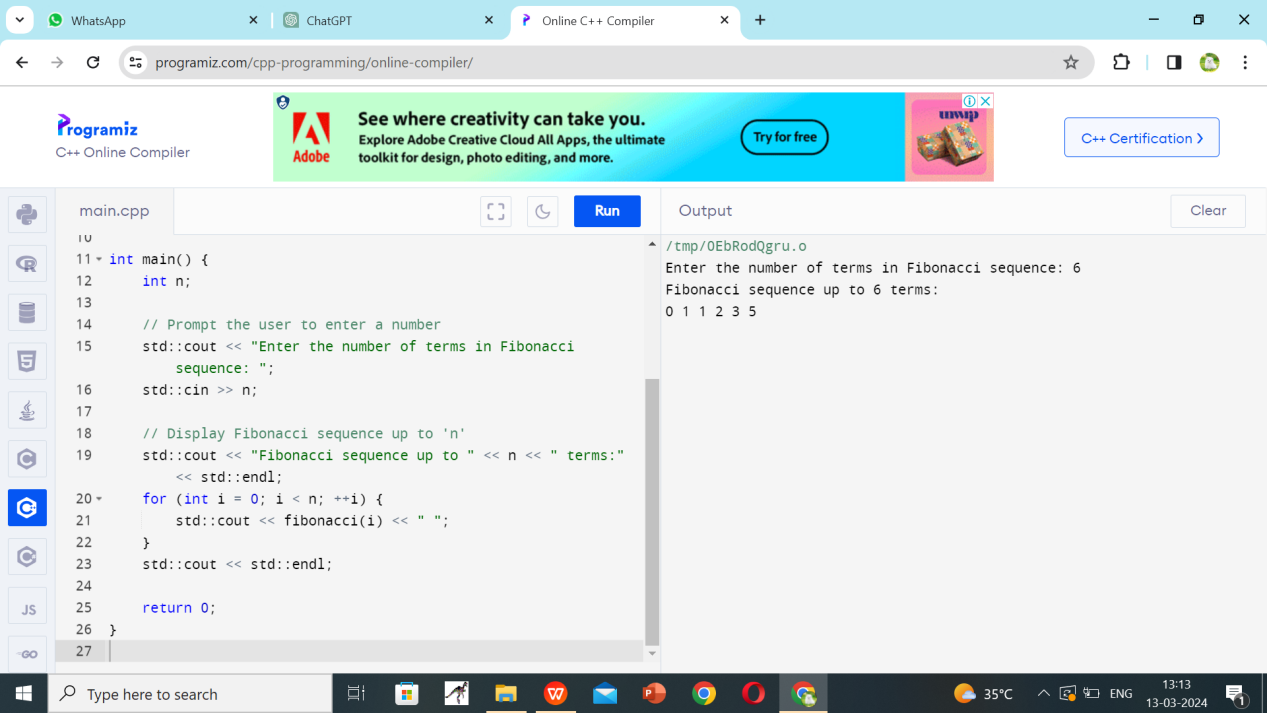 WhatsApp
ChatGPT
Online C++ Compiler
programiz.com/cpp-programming/online-compiler/
Programiz
C++ Online Compiler
Adobe
See where creativity can take you.
Explore Adobe Creative Cloud All Apps, the ultimate
toolkit for design, photo editing, and more.
Try for free
C++ Certification >
main.cpp
Run
Output
Clear
10
11 int main() {
12     int n;
13
14     // Prompt the user to enter a number
15     std::cout << "Enter the number of terms in Fibonacci
        sequence: ";
16     std::cin >> n;
17
18     // Display Fibonacci sequence up to 'n'
19     std::cout << "Fibonacci sequence up to " << n << " terms:"
        << std::endl;
20     for (int i = 0; i < n; ++i) {
21         std::cout << fibonacci(i) << " ";
22     }
23     std::cout << std::endl;
24
25     return 0;
26 }
27
/tmp/OEbRodQgru.o
Enter the number of terms in Fibonacci sequence: 6
Fibonacci sequence up to 6 terms:
0 1 1 2 3 5
R
5
C
JS
GO
Type here to search
W
P
35°C
ENG
13:13
13-03-2024
1